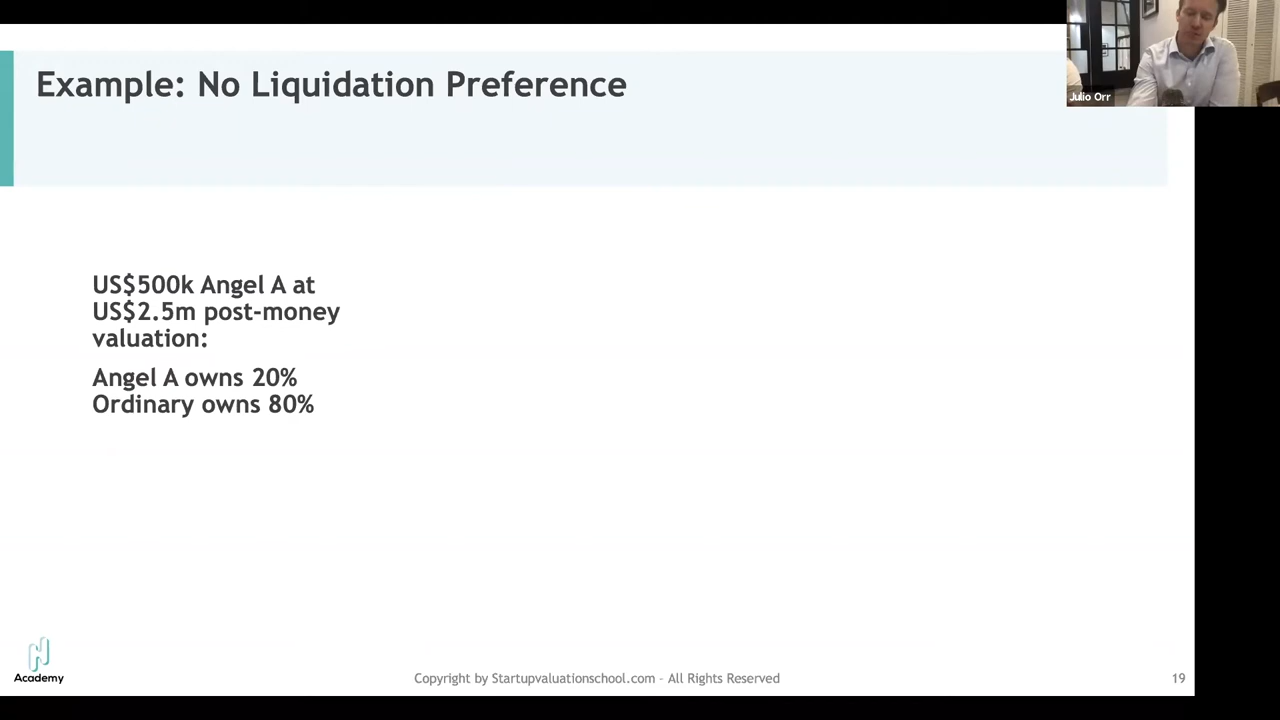 Example: No Liquidation Preference
Julio Orr
US$500k Angel A at
US$2.5m post-money
valuation:
Angel A owns 20%
Ordinary owns 80%
Academy
Copyright by Startupvaluationschool.com – All Rights Reserved
19